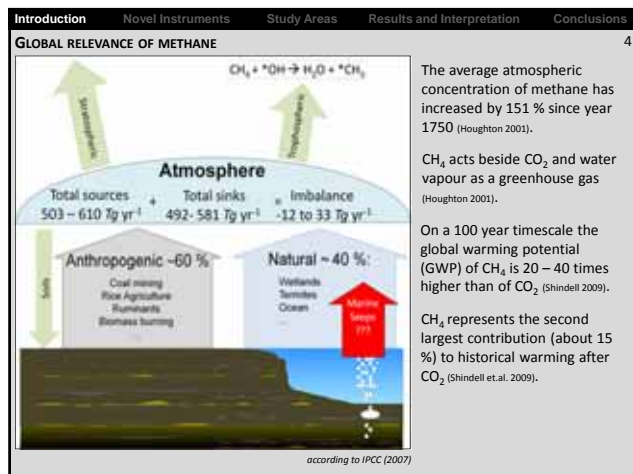 Introduction Novel Instruments Study Areas Results and Interpretation Conclusions
GLOBAL RELEVANCE OF METHANE 4
CH4 + *OH → H2O + *CH3
Stratospheric
Tropospheric
Atmosphere
Total sources + Total sinks = Imbalance
503 – 610 Tg yr-1 492- 581 Tg yr-1 -12 to 33 Tg yr-1
Soils
Anthropogenic ~60 %
Coal mining
Rice Agriculture
Ruminants
Biomass burning
...
Natural ~ 40 %:
Wetlands
Termites
Ocean
...
Marine
Seeps
???
according to IPCC (2007)
The average atmospheric
concentration of methane has
increased by 151 % since year
1750 (Houghton 2001).
CH4 acts beside CO2 and water
vapour as a greenhouse gas
(Houghton 2001).
On a 100 year timescale the
global warming potential
(GWP) of CH4 is 20 – 40 times
higher than of CO2 (Shindell 2009).
CH4 represents the second
largest contribution (about 15
%) to historical warming after
CO2 (Shindell et.al. 2009).